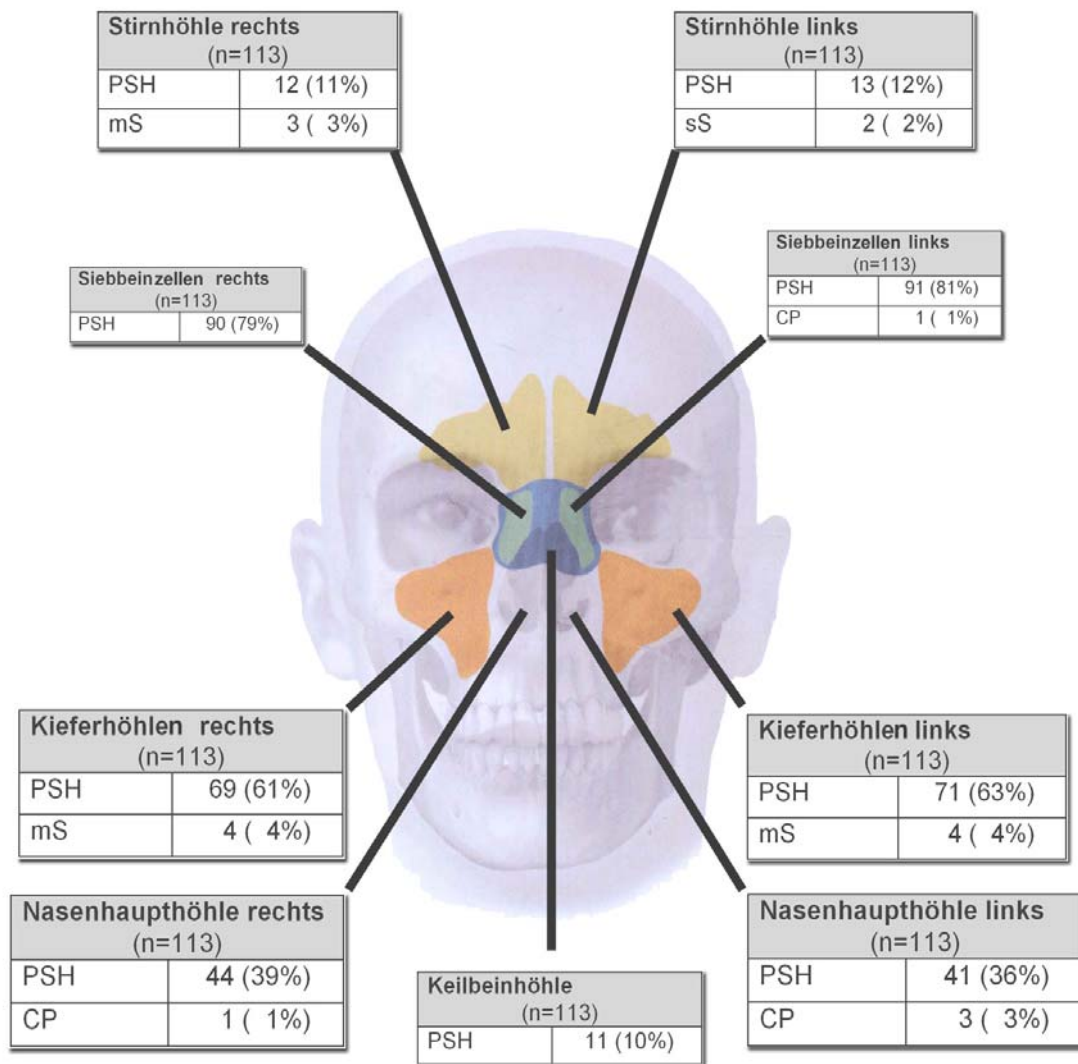 Stirnhöhle rechts
(n=113)
PSH 12 (11%)
mS 3 ( 3%)
Stirnhöhle links
(n=113)
PSH 13 (12%)
sS 2 ( 2%)
Siebbeinzellen rechts
(n=113)
PSH 90 (79%)
Siebbeinzellen links
(n=113)
PSH 91 (81%)
CP 1 ( 1%)
Kieferhöhlen rechts
(n=113)
PSH 69 (61%)
mS 4 ( 4%)
Kieferhöhlen links
(n=113)
PSH 71 (63%)
mS 4 ( 4%)
Nasenhaupthöhle rechts
(n=113)
PSH 44 (39%)
CP 1 ( 1%)
Keilbeinhöhle
(n=113)
PSH 11 (10%)
Nasenhaupthöhle links
(n=113)
PSH 41 (36%)
CP 3 ( 3%)